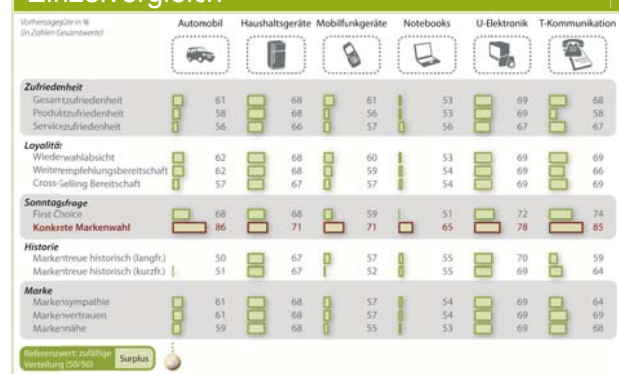 Einzelvergleich
Vorhersagegüte in %
(in Zahlen Gesamtwerte)
Automobil Haushaltsgeräte Mobilfunkgeräte Notebooks U-Elektronik T-Kommunikation
Zufriedenheit
Gesamtzufriedenheit 61 68 61 53 69 68
Produktzufriedenheit 58 68 56 53 69 58
Servicezufriedenheit 56 66 57 56 67 67
Loyalität
Wiederwahlabsicht 62 68 60 53 69 69
Weiterempfehlungsbereitschaft 62 68 59 54 69 66
Cross-Selling Bereitschaft 57 67 57 54 69 69
Sonntagsfrage
First Choice 68 68 59 51 72 74
Konkrete Markenwahl 86 71 71 65 78 85
Historie
Markentreue historisch (langfr.) 50 67 57 55 70 59
Markentreue historisch (kurzfr.) 51 67 52 55 69 64
Marke
Markensympathie 61 68 57 54 69 64
Markenvertrauen 61 68 57 54 69 69
Markennähe 59 68 55 53 69 68
Referenzwert: zufällige
Verteilung (50/50) Surplus